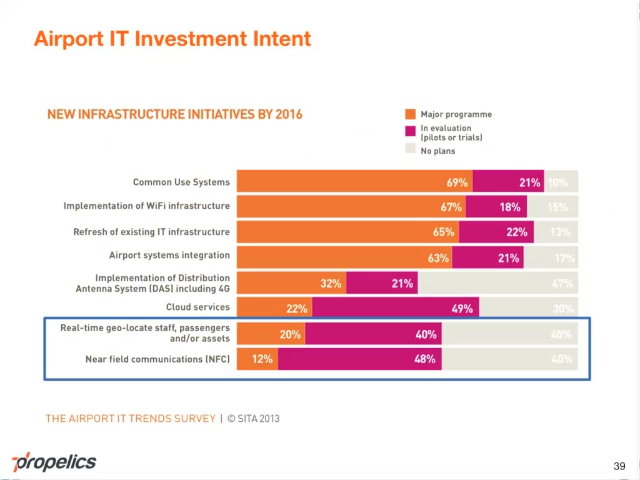 Airport IT Investment Intent
NEW INFRASTRUCTURE INITIATIVES BY 2016
Major programme
In evaluation
(pilots or trials)
No plans
Common Use Systems 69% 21% 10%
Implementation of WiFi infrastructure 67% 18% 15%
Refresh of existing IT infrastructure 65% 22% 13%
Airport systems integration 63% 21% 17%
Implementation of Distribution
Antenna System (DAS) including 4G 32% 21% 47%
Cloud services 22% 49% 30%
Real-time geo-locate staff, passengers
and/or assets 20% 40% 40%
Near field communications (NFC) 12% 48% 40%
THE AIRPORT IT TRENDS SURVEY | © SITA 2013
propelics
39